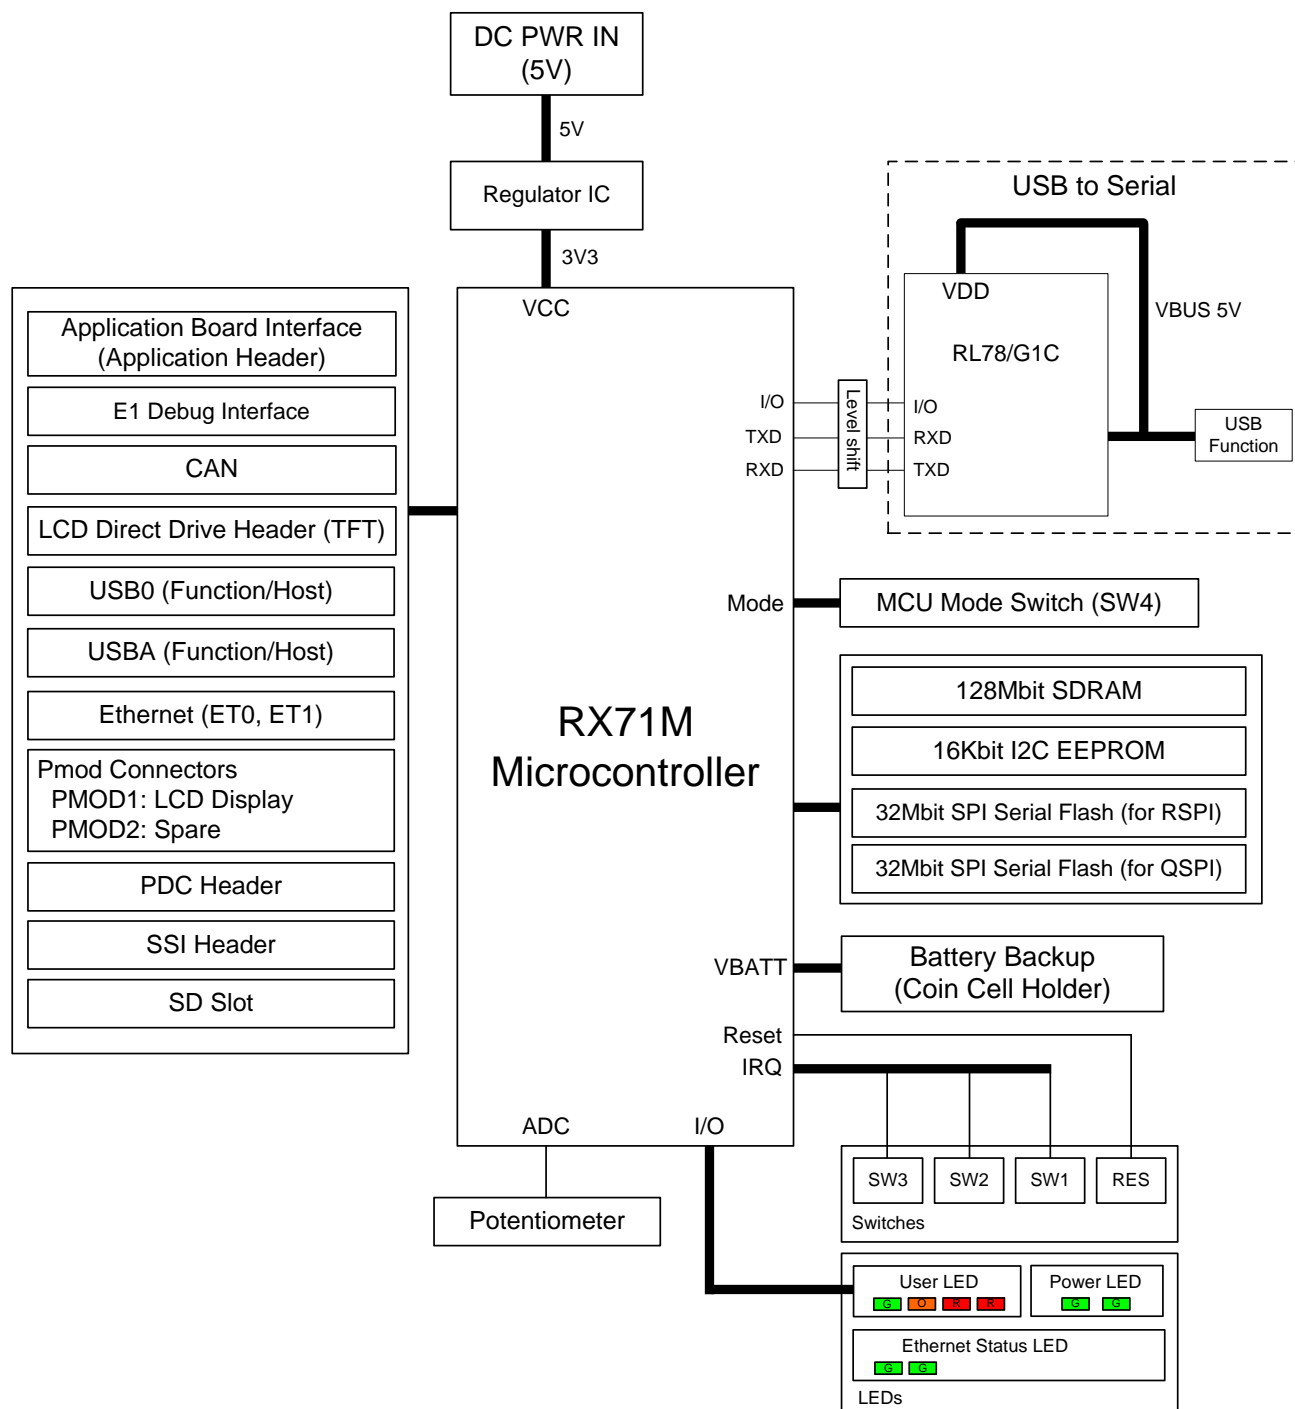 DC PWR IN
(5V)
5V
Regulator IC
3V3
USB to Serial
VDD
VBUS 5V
RL78/G1C
I/O
RXD
TXD
USB
Function
Level shift
I/O
TXD
RXD
VCC
Application Board Interface
(Application Header)
E1 Debug Interface
CAN
LCD Direct Drive Header (TFT)
USB0 (Function/Host)
USBA (Function/Host)
Ethernet (ET0, ET1)
Pmod Connectors
PMOD1: LCD Display
PMOD2: Spare
PDC Header
SSI Header
SD Slot
RX71M
Microcontroller
Mode
MCU Mode Switch (SW4)
128Mbit SDRAM
16Kbit I2C EEPROM
32Mbit SPI Serial Flash (for RSPI)
32Mbit SPI Serial Flash (for QSPI)
VBATT
Battery Backup
(Coin Cell Holder)
Reset
IRQ
ADC
I/O
Potentiometer
SW3
SW2
SW1
RES
Switches
User LED
G
O
R
R
Power LED
G
G
Ethernet Status LED
G
G
LEDs